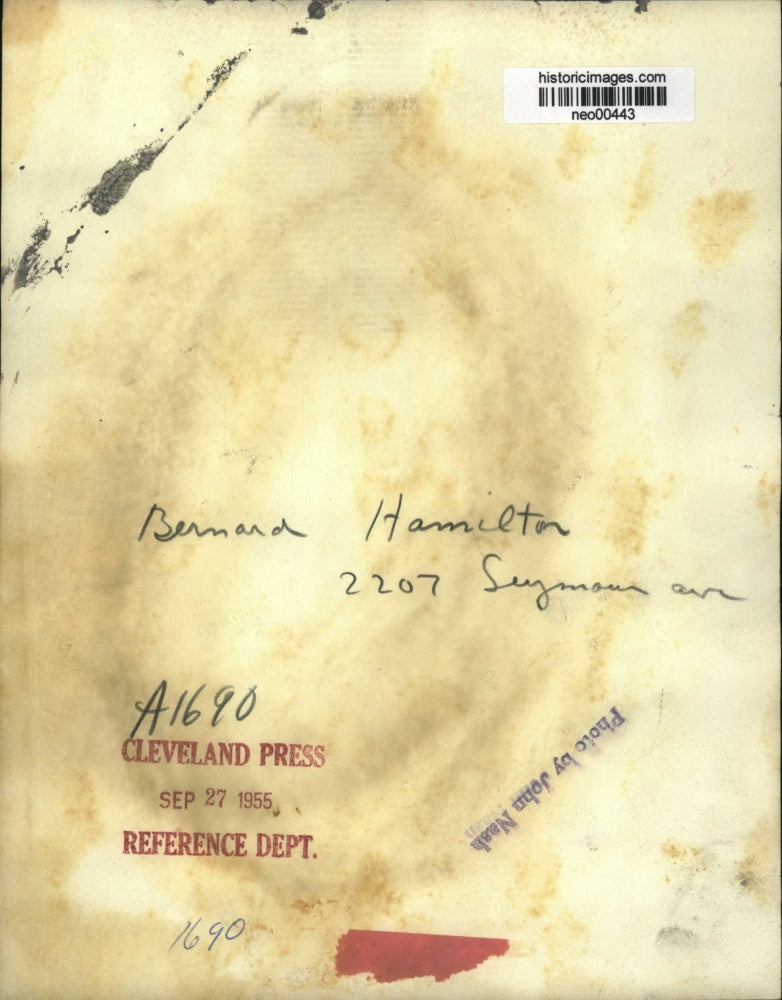 historicimages.com
neo00443
Bernard Hamilton
2207 Seymour ave
A1690
CLEVELAND PRESS
SEP 27 1955
REFERENCE DEPT.
Photo by John Nash
1690